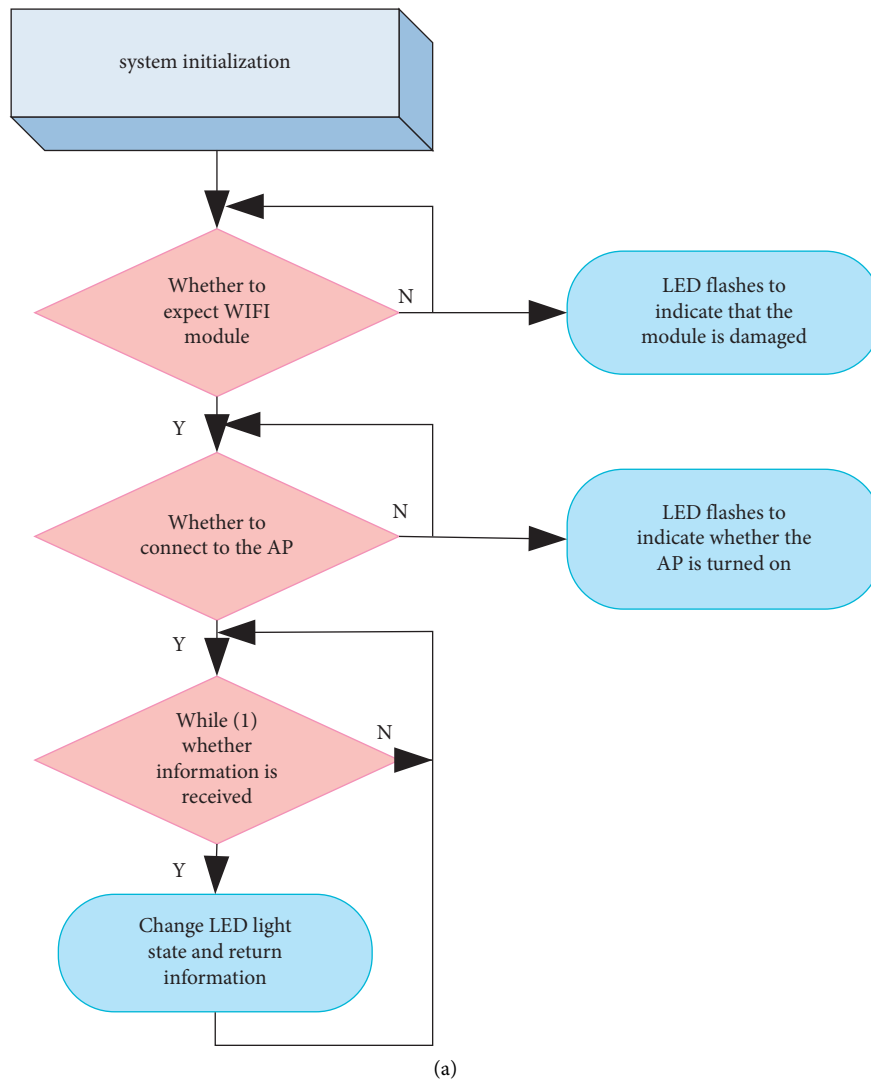 system initialization
Whether to
expect WIFI
module
N
LED flashes to
indicate that the
module is damaged
Y
Whether to
connect to the AP
N
LED flashes to
indicate whether the
AP is turned on
Y
While (1)
whether
information is
received
N
Y
Change LED light
state and return
information
(a)